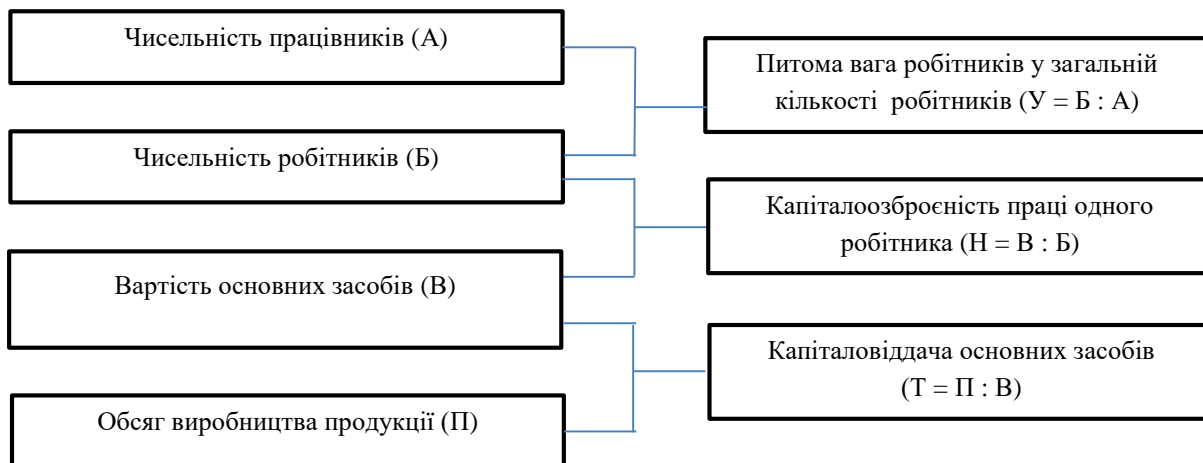 Чисельність працівників (А)
Питома вага робітників у загальній
кількості робітників (У = Б : А)
Чисельність робітників (Б)
Капіталоозброєність праці одного
робітника (Н = В : Б)
Вартість основних засобів (В)
Капіталовіддача основних засобів
(Т = П : В)
Обсяг виробництва продукції (П)